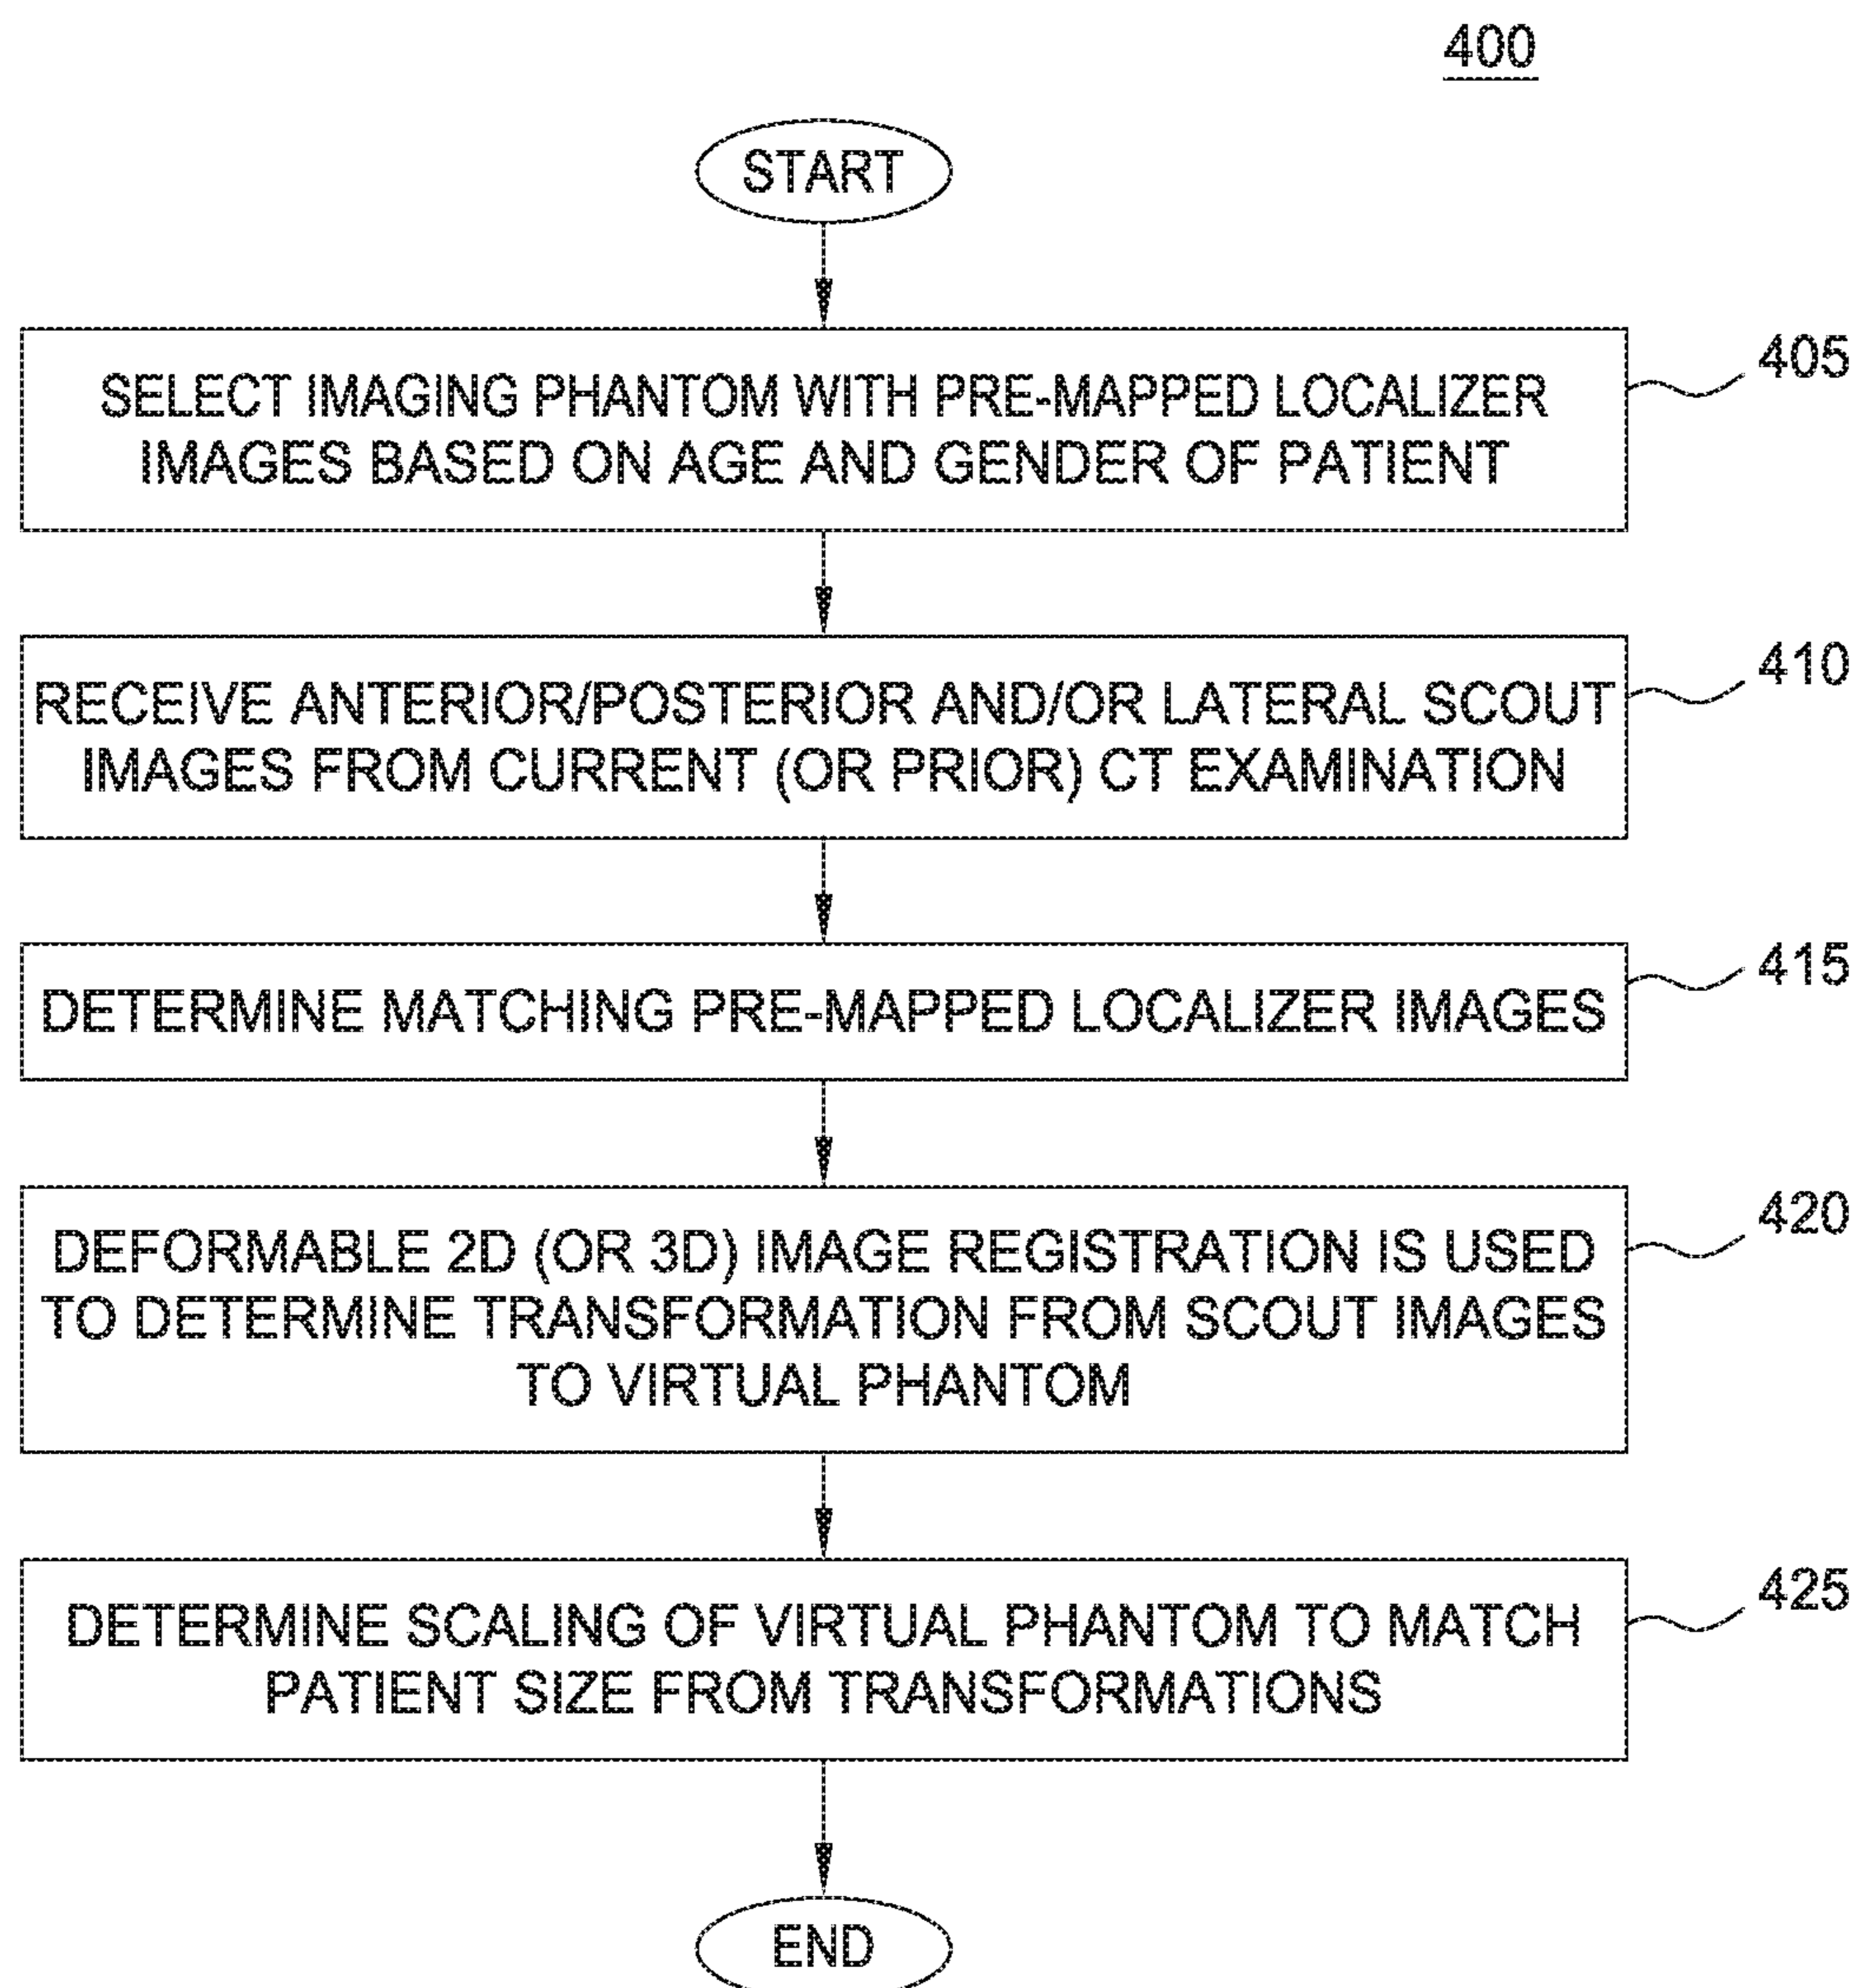 400
START
SELECT IMAGING PHANTOM WITH PRE-MAPPED LOCALIZER
IMAGES BASED ON AGE AND GENDER OF PATIENT
405
RECEIVE ANTERIOR/POSTERIOR AND/OR LATERAL SCOUT
IMAGES FROM CURRENT (OR PRIOR) CT EXAMINATION
410
DETERMINE MATCHING PRE-MAPPED LOCALIZER IMAGES
415
DEFORMABLE 2D (OR 3D) IMAGE REGISTRATION IS USED
TO DETERMINE TRANSFORMATION FROM SCOUT IMAGES
TO VIRTUAL PHANTOM
420
DETERMINE SCALING OF VIRTUAL PHANTOM TO MATCH
PATIENT SIZE FROM TRANSFORMATIONS
425
END